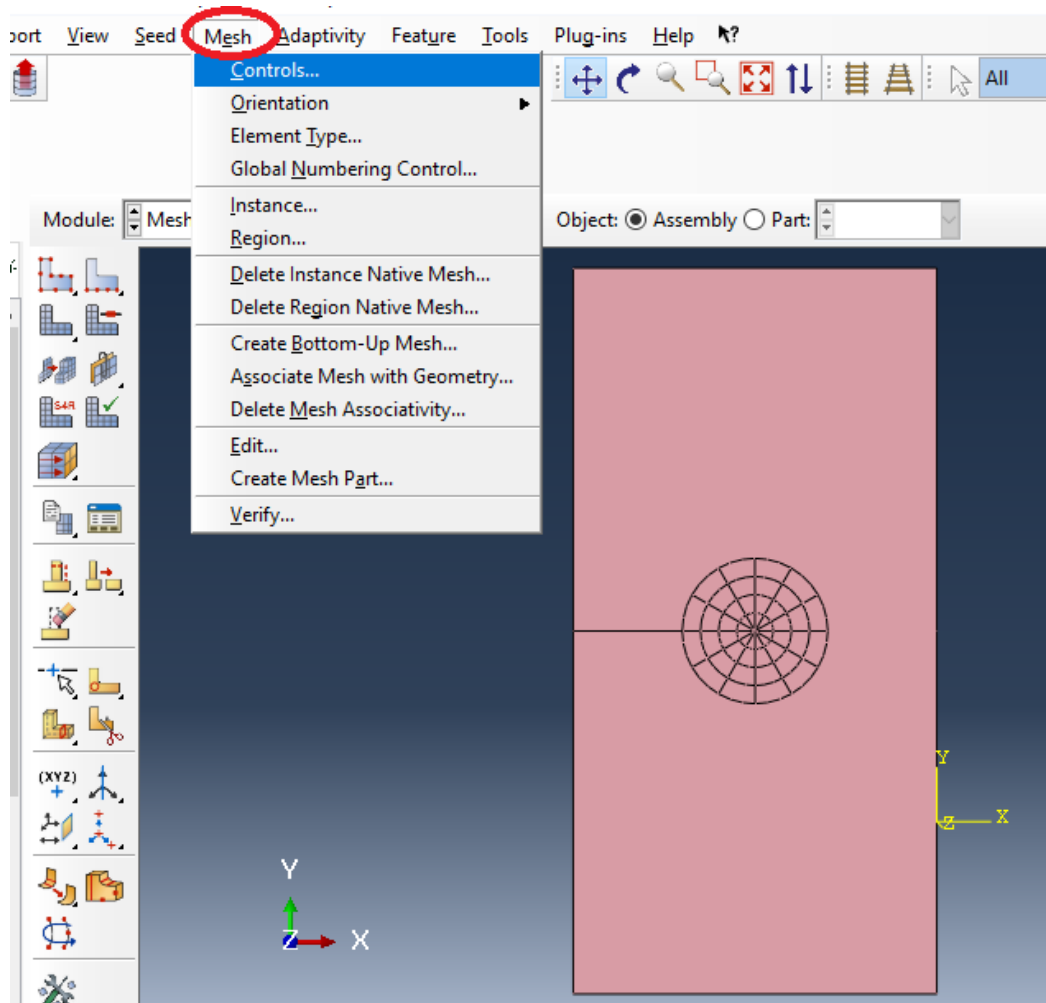 port View Seed Mesh Adaptivity Feature Tools Plug-ins Help
Controls...
All
Orientation
Element Type...
Global Numbering Control...
Instance...
Module: Mesh Object: Assembly Part:
Region...
Delete Instance Native Mesh...
Delete Region Native Mesh...
Create Bottom-Up Mesh...
Associate Mesh with Geometry...
S4R
Delete Mesh Associativity...
Edit...
Create Mesh Part...
Verify...
(XYZ)
Y
Z X
Y
Z X